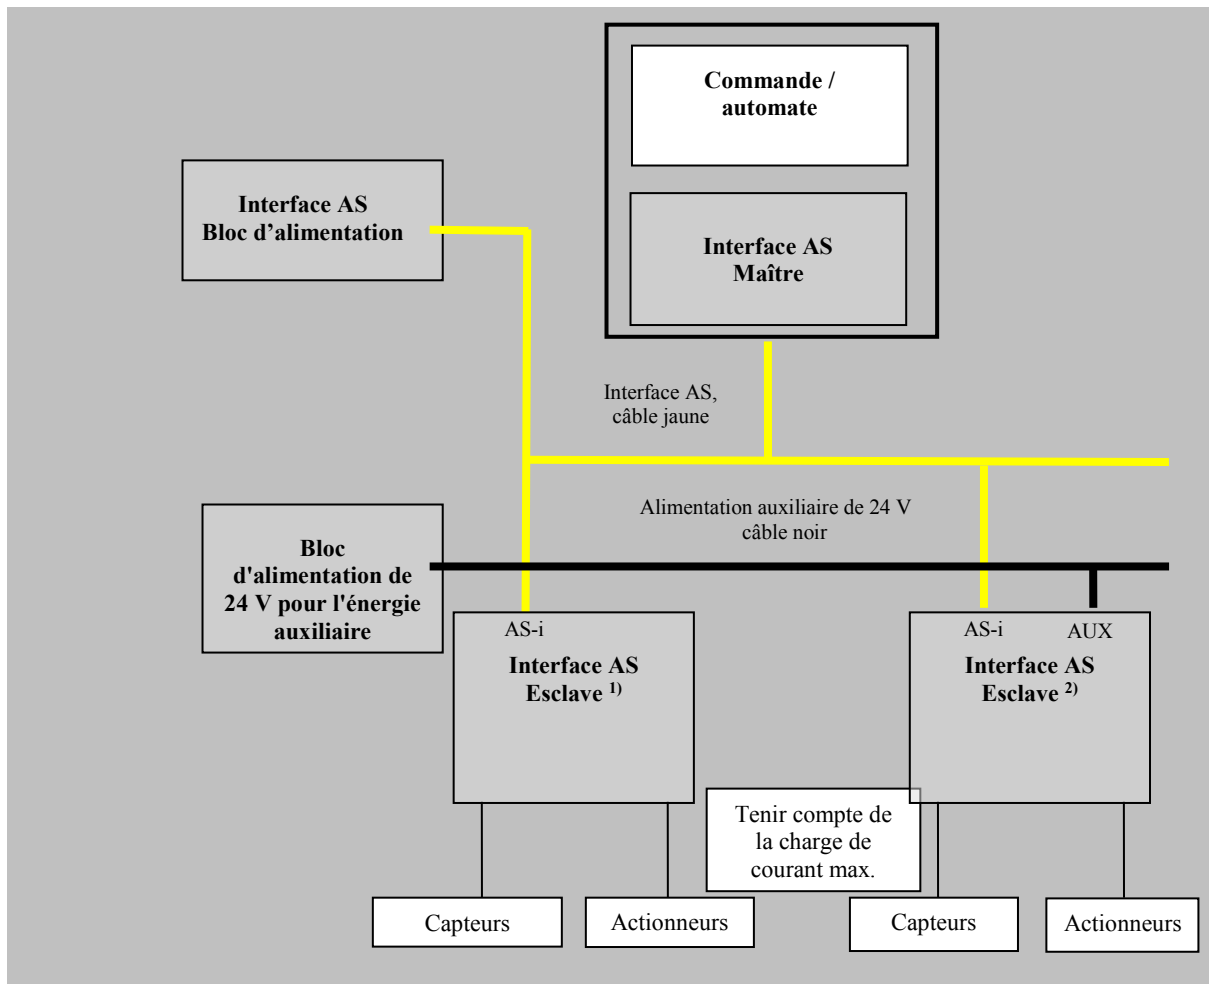 Commande /
automate
Interface AS
Bloc d’alimentation
Interface AS
Maître
Interface AS,
câble jaune
Alimentation auxiliaire de 24 V
câble noir
Bloc
d'alimentation de
24 V pour l'énergie
auxiliaire
AS-i
Interface AS
Esclave 1)
AS-i AUX
Interface AS
Esclave 2)
Tenir compte de
la charge de
courant max.
Capteurs
Actionneurs
Capteurs
Actionneurs